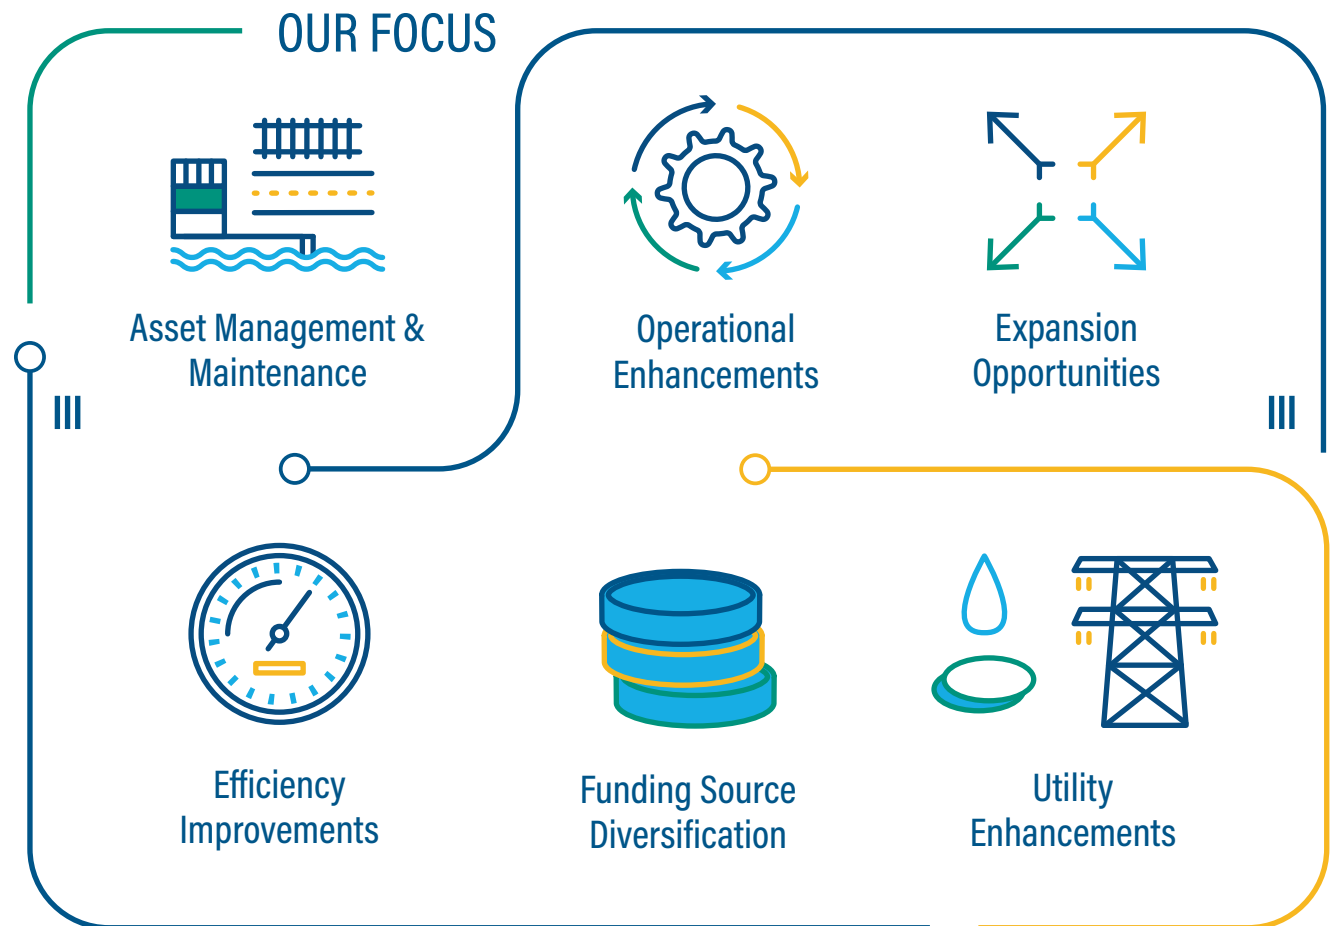 OUR FOCUS
Asset Management &
Maintenance
Operational
Enhancements
Expansion
Opportunities
Efficiency
Improvements
Funding Source
Diversification
Utility
Enhancements